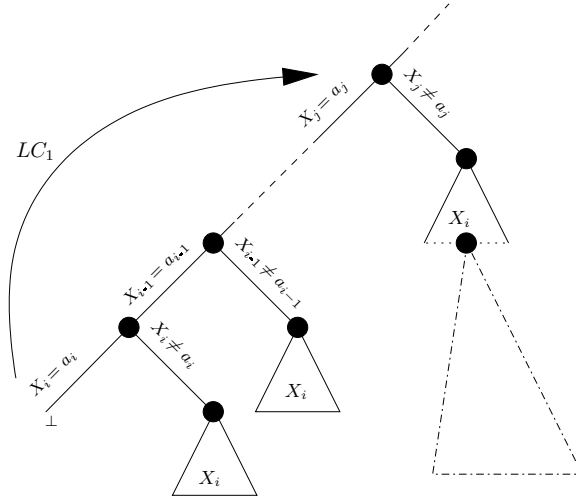 X_j = a_j
X_j ≠ a_j
LC_1
X_i
X_{i-1} = a_{i-1}
X_{i-1} ≠ a_{i-1}
X_i = a_i
X_i ≠ a_i
X_i
⊥
X_i